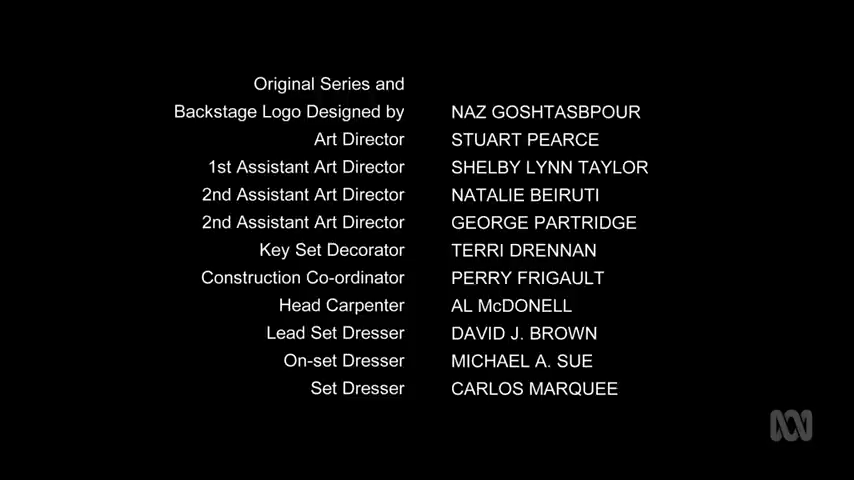 Original Series and
Backstage Logo Designed by NAZ GOSHTASBPOUR
Art Director STUART PEARCE
1st Assistant Art Director SHELBY LYNN TAYLOR
2nd Assistant Art Director NATALIE BEIRUTI
2nd Assistant Art Director GEORGE PARTRIDGE
Key Set Decorator TERRI DRENNAN
Construction Co-ordinator PERRY FRIGAULT
Head Carpenter AL McDONELL
Lead Set Dresser DAVID J. BROWN
On-set Dresser MICHAEL A. SUE
Set Dresser CARLOS MARQUEE